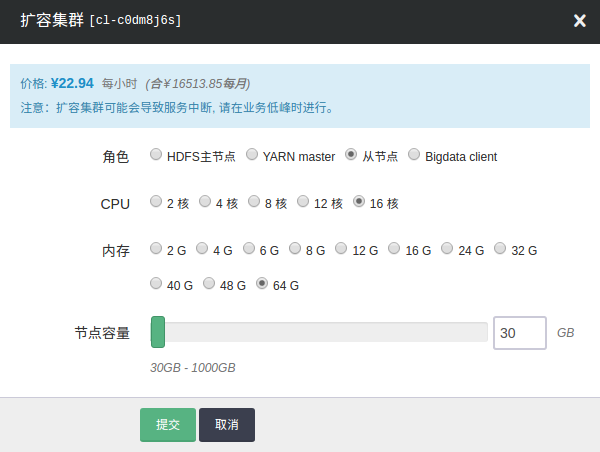 扩容集群 [cl-c0dm8j6s]
价格: ¥22.94 每小时 (合￥16513.85每月)
注意：扩容集群可能会导致服务中断, 请在业务低峰时进行。
角色 HDFS主节点 YARN master 从节点 Bigdata client
CPU 2 核 4 核 8 核 12 核 16 核
内存 2 G 4 G 6 G 8 G 12 G 16 G 24 G 32 G
40 G 48 G 64 G
节点容量 30 GB
30GB - 1000GB
提交 取消